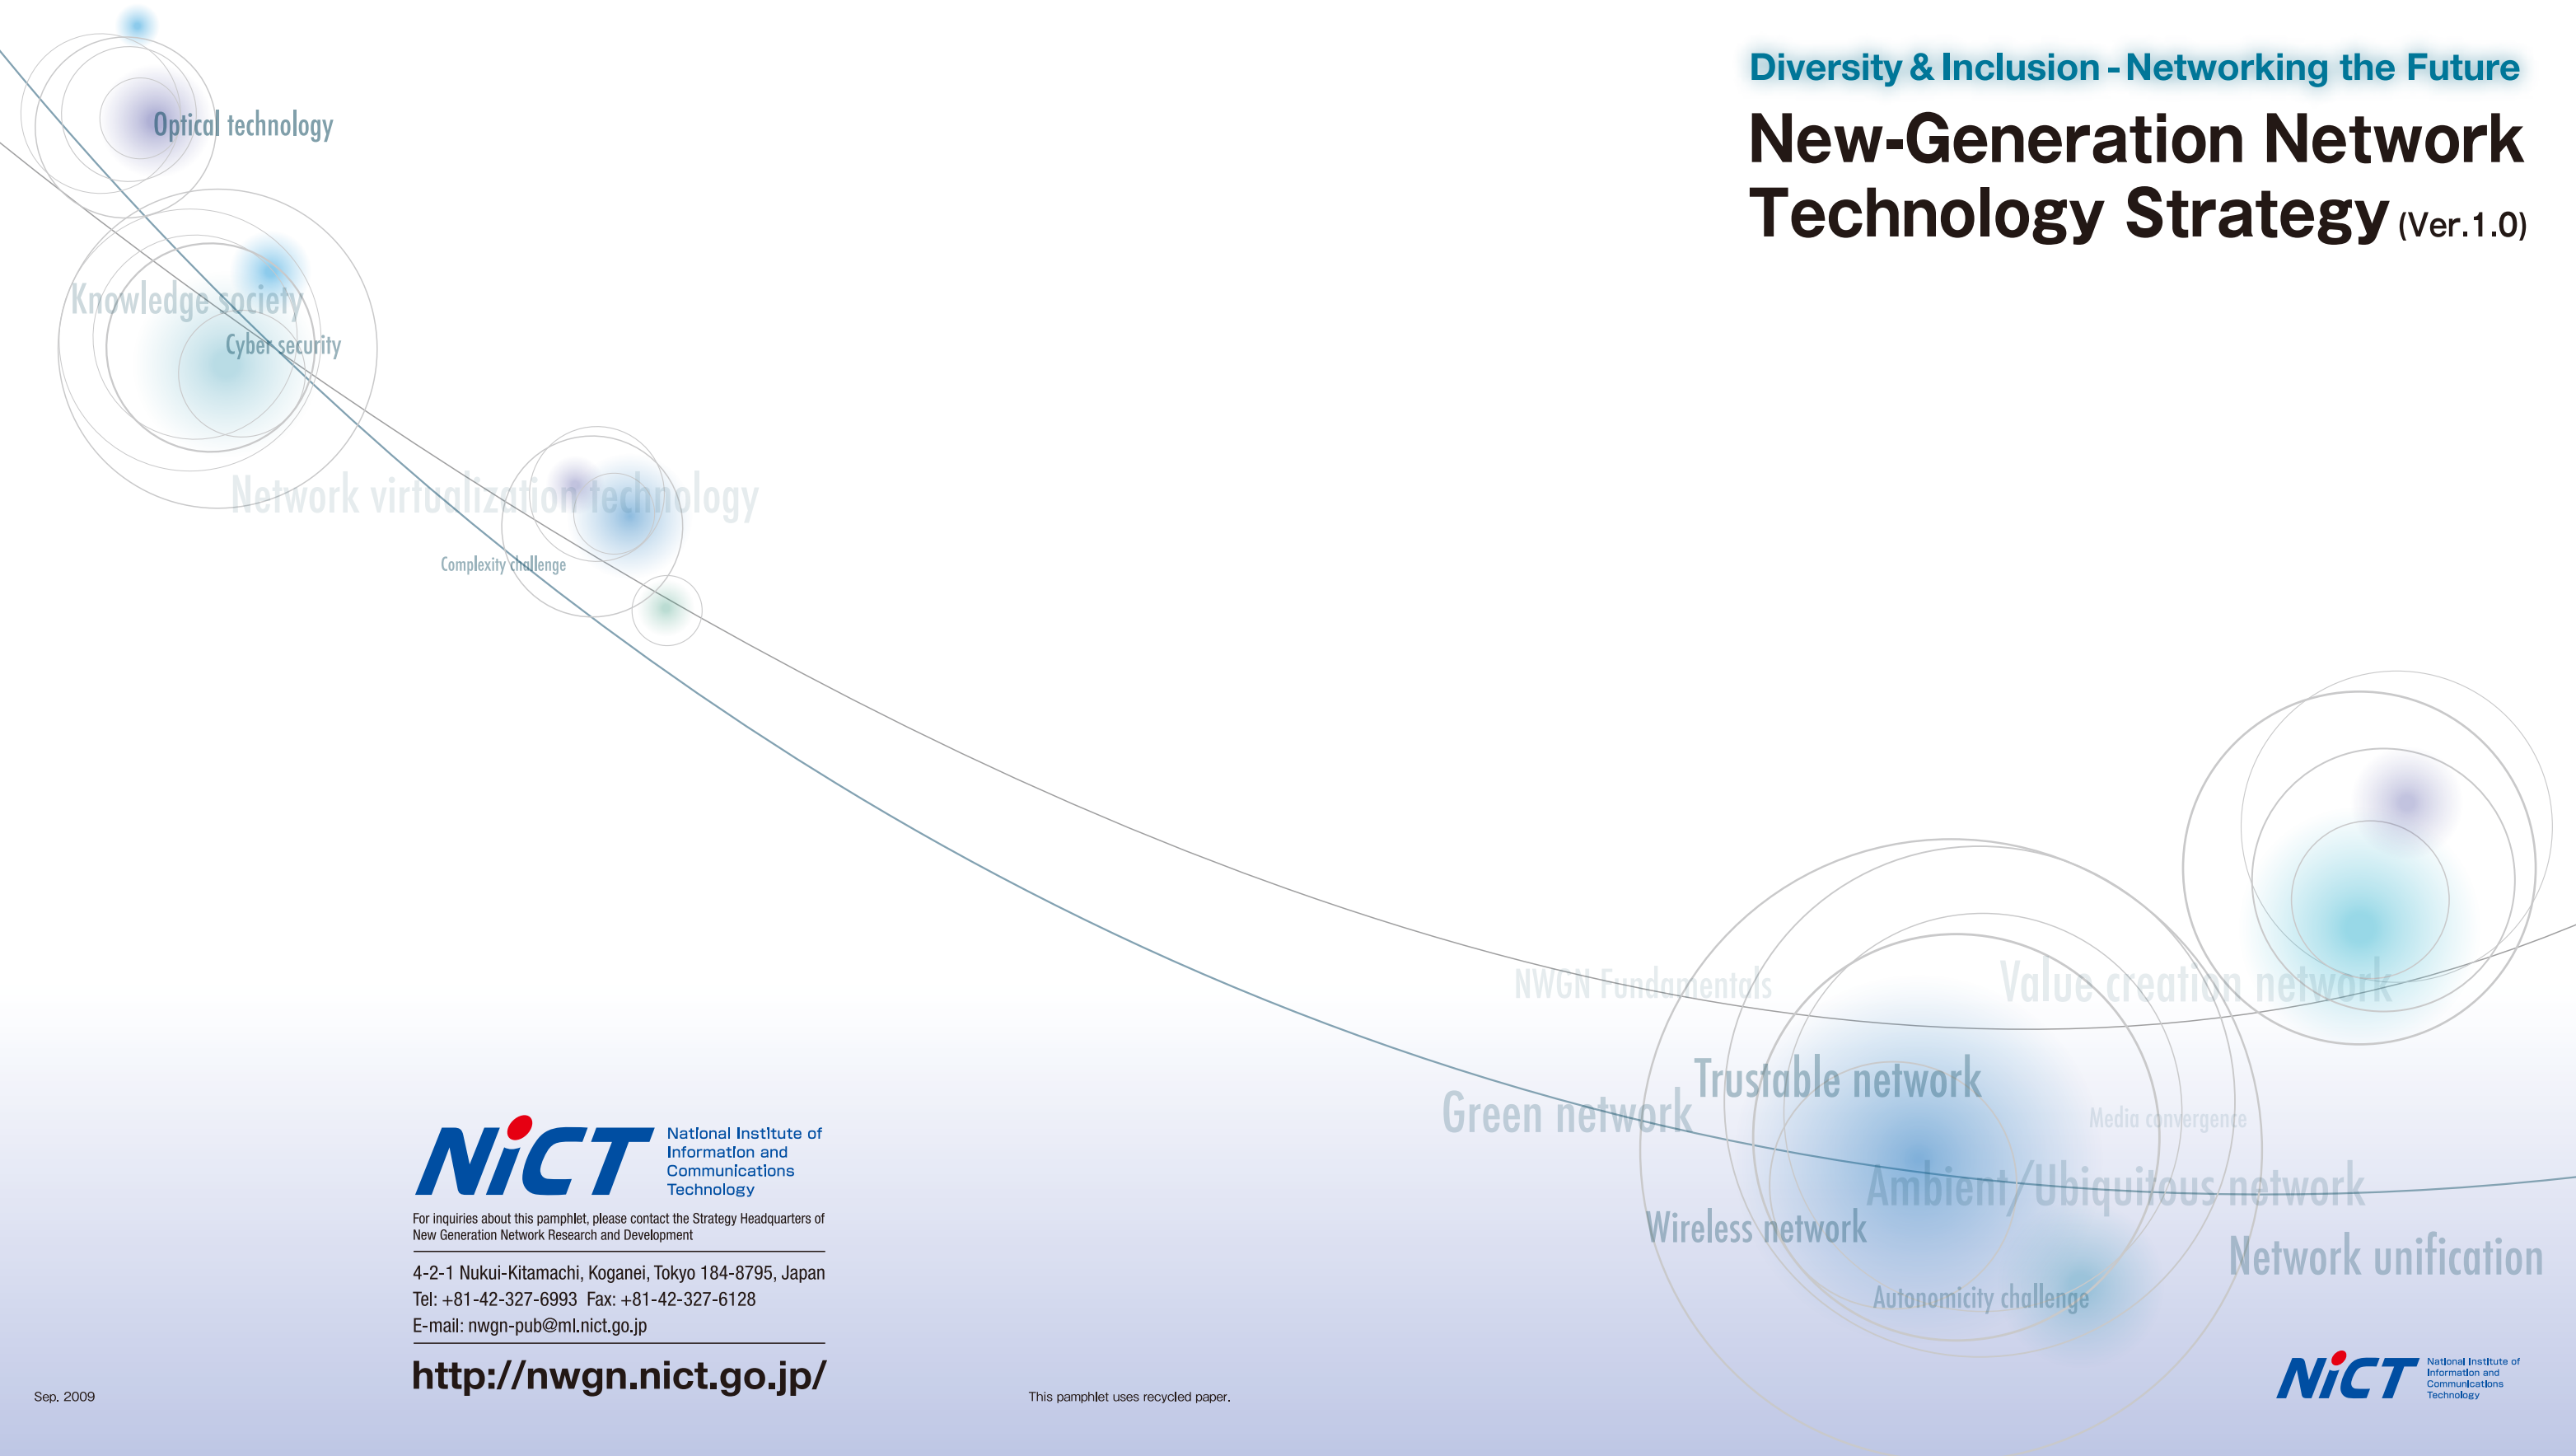 Optical technology
Knowledge society
Cyber security
Network virtualization technology
Complexity challenge
NiCT
National Institute of
Information and
Communications
Technology
For inquiries about this pamphlet, please contact the Strategy Headquarters of
New Generation Network Research and Development
4-2-1 Nukui-Kitamachi, Koganei, Tokyo 184-8795, Japan
Tel: +81-42-327-6993 Fax: +81-42-327-6128
E-mail: nwgn-pub@ml.nict.go.jp
http://nwgn.nict.go.jp/
Sep. 2009
This pamphlet uses recycled paper.
Diversity & Inclusion - Networking the Future
New-Generation Network
Technology Strategy (Ver.1.0)
NWGN Fundamentals
Value creation network
Trustable network
Green network
Media convergence
Ambient/Ubiquitous network
Wireless network
Network unification
Autonomicity challenge
NiCT
National Institute of
Information and
Communications
Technology